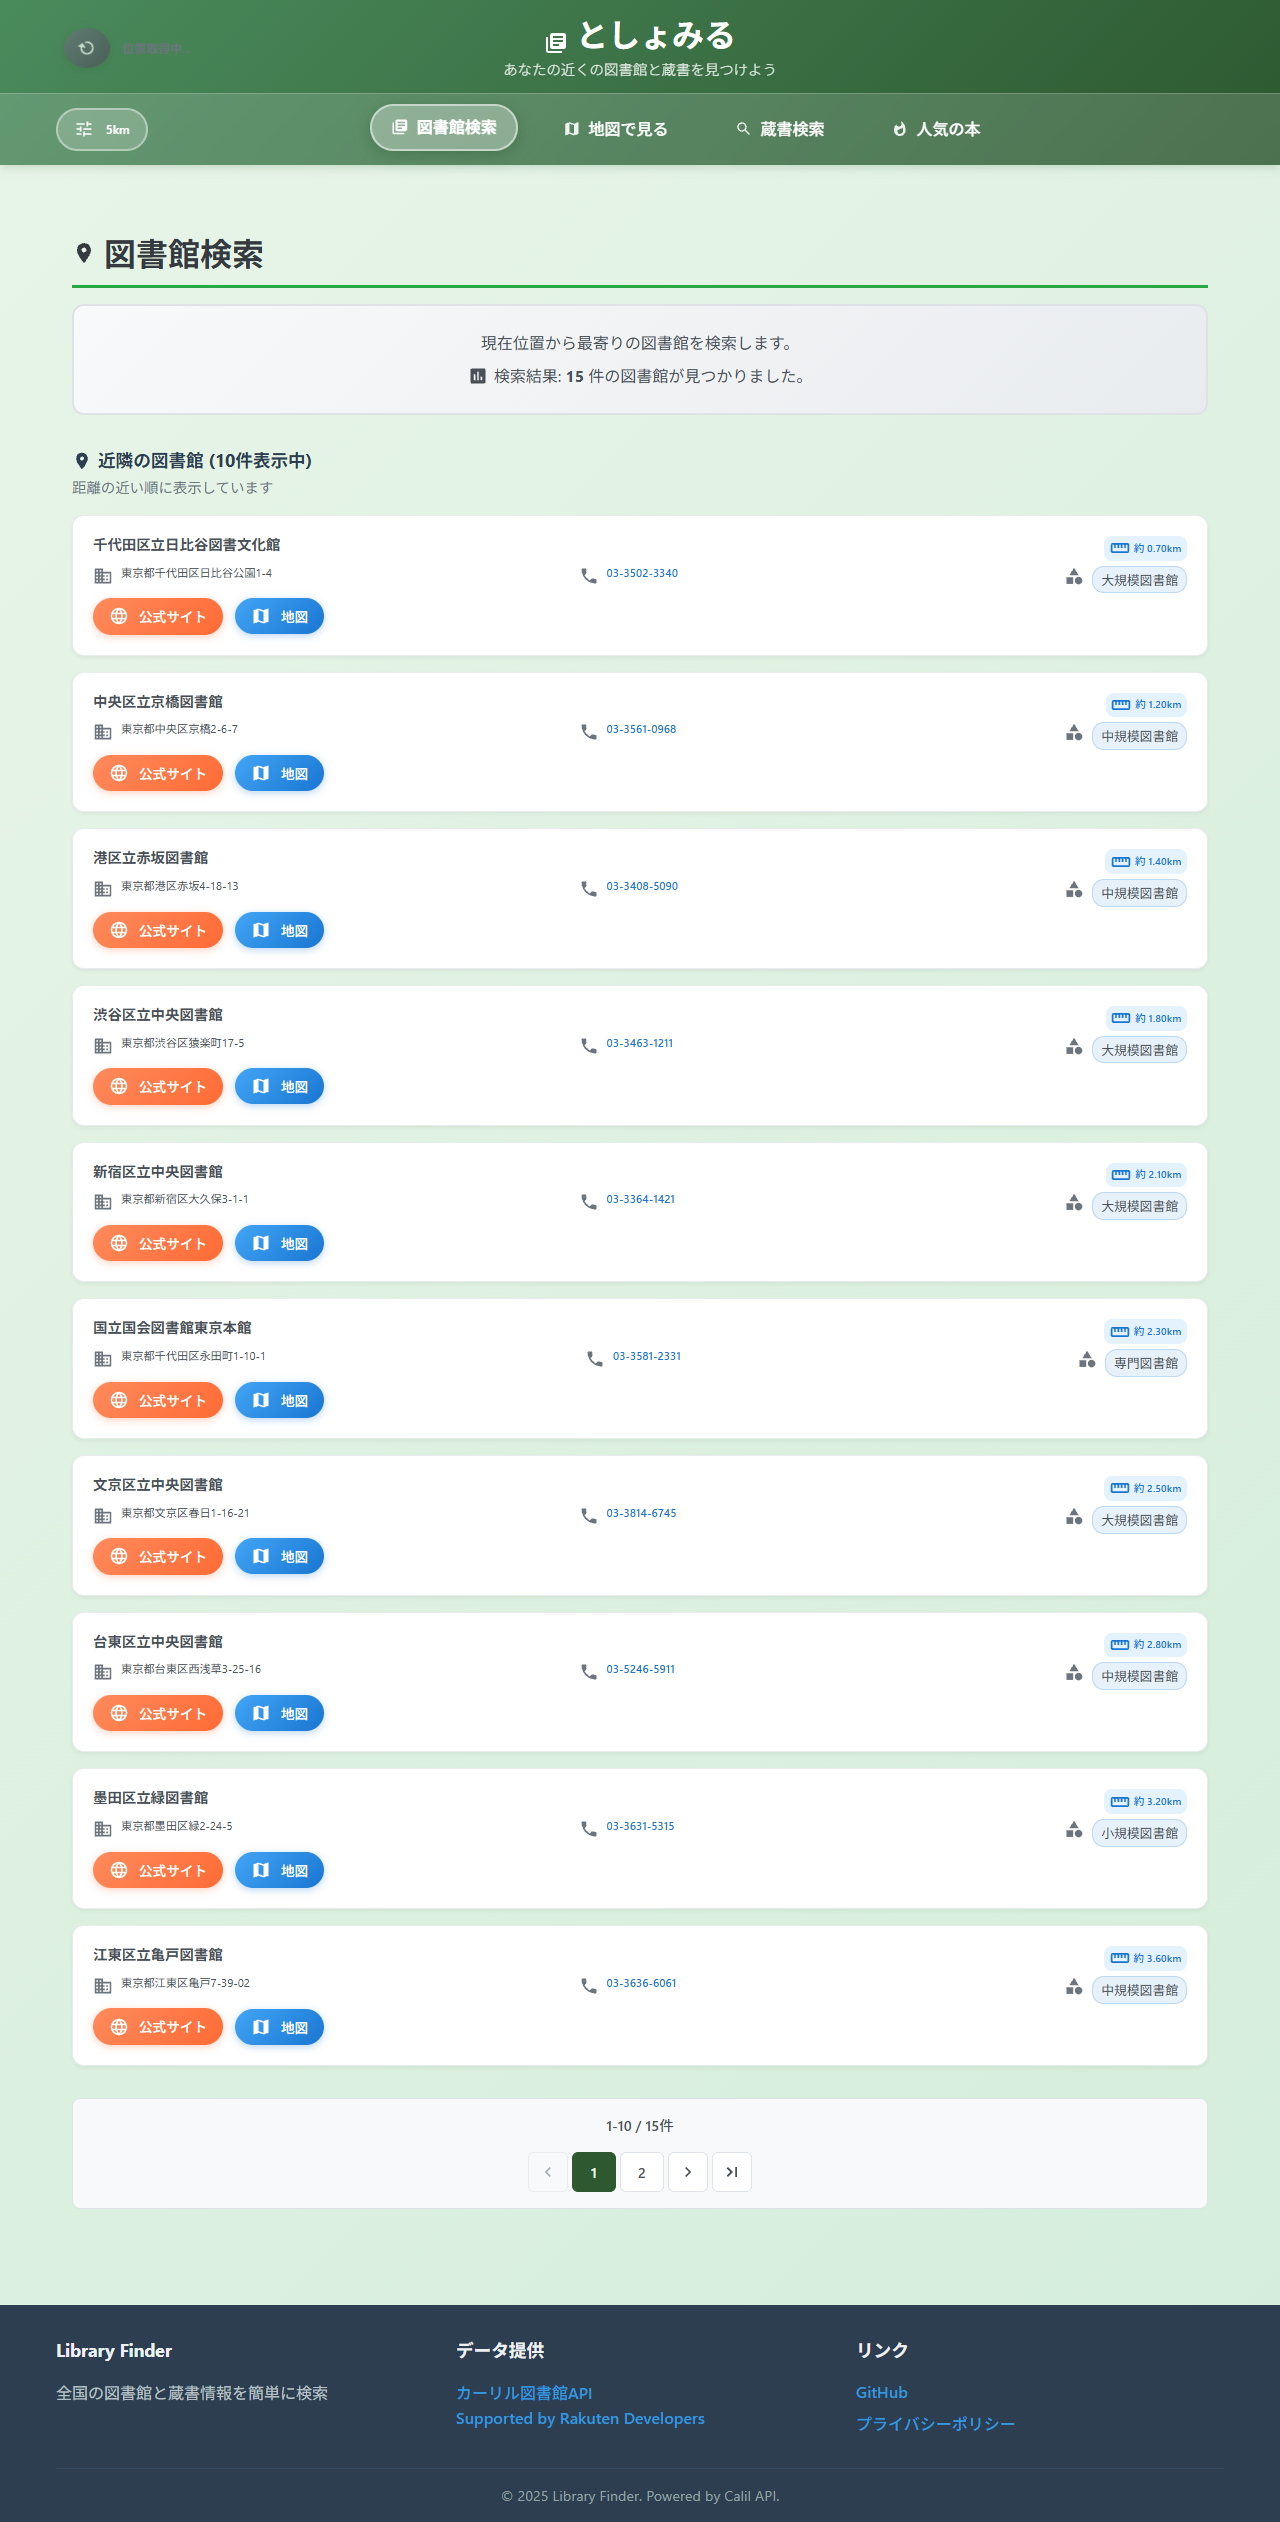 位置取得中...
としょみる
あなたの近くの図書館と蔵書を見つけよう
5km
図書館検索
地図で見る
蔵書検索
人気の本
図書館検索
現在位置から最寄りの図書館を検索します。
検索結果: 15 件の図書館が見つかりました。
近隣の図書館 (10件表示中)
距離の近い順に表示しています
千代田区立日比谷図書文化館
約 0.70km
東京都千代田区日比谷公園1-4
03-3502-3340
大規模図書館
公式サイト
地図
中央区立京橋図書館
約 1.20km
東京都中央区京橋2-6-7
03-3561-0968
中規模図書館
公式サイト
地図
港区立赤坂図書館
約 1.40km
東京都港区赤坂4-18-13
03-3408-5090
中規模図書館
公式サイト
地図
渋谷区立中央図書館
約 1.80km
東京都渋谷区猿楽町17-5
03-3463-1211
大規模図書館
公式サイト
地図
新宿区立中央図書館
約 2.10km
東京都新宿区大久保3-1-1
03-3364-1421
大規模図書館
公式サイト
地図
国立国会図書館東京本館
約 2.30km
東京都千代田区永田町1-10-1
03-3581-2331
専門図書館
公式サイト
地図
文京区立中央図書館
約 2.50km
東京都文京区春日1-16-21
03-3814-6745
大規模図書館
公式サイト
地図
台東区立中央図書館
約 2.80km
東京都台東区西浅草3-25-16
03-5246-5911
中規模図書館
公式サイト
地図
墨田区立緑図書館
約 3.20km
東京都墨田区緑2-24-5
03-3631-5315
小規模図書館
公式サイト
地図
江東区立亀戸図書館
約 3.60km
東京都江東区亀戸7-39-02
03-3636-6061
中規模図書館
公式サイト
地図
1-10 / 15件
1
2
Library Finder
全国の図書館と蔵書情報を簡単に検索
データ提供
カーリル図書館API
Supported by Rakuten Developers
リンク
GitHub
プライバシーポリシー
© 2025 Library Finder. Powered by Calil API.